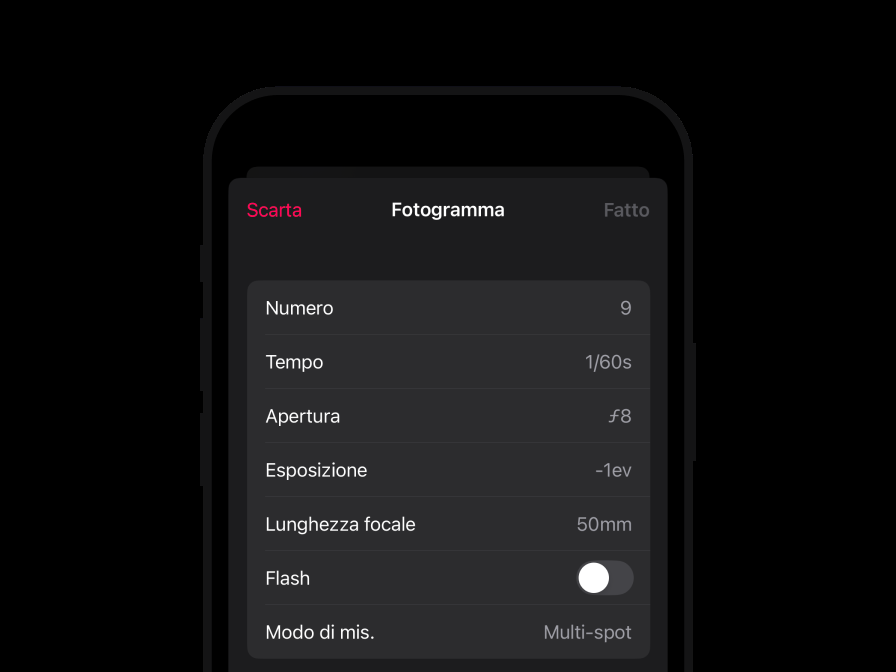 Scarta Fotogramma Fatto
Numero 9
Tempo 1/60s
Apertura ƒ8
Esposizione -1ev
Lunghezza focale 50mm
Flash
Modo di mis. Multi-spot